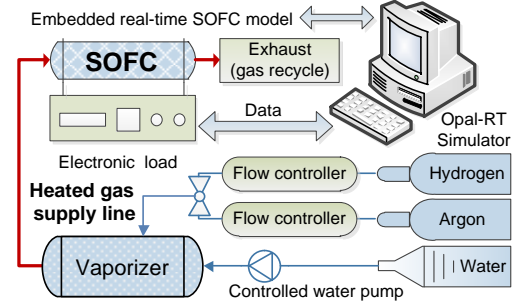 Embedded real-time SOFC model
SOFC
Exhaust
(gas recycle)
Data
Opal-RT
Simulator
Electronic load
Heated gas
supply line
Flow controller
Hydrogen
Flow controller
Argon
Vaporizer
Water
Controlled water pump